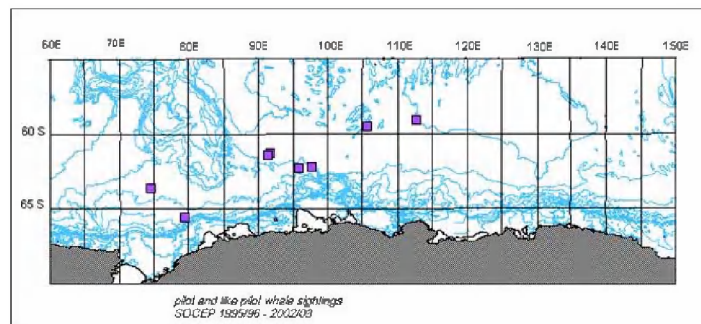 60E 70E 80E 90E 100E 110E 120E 130E 140E 150E
60 S
65 S
pilot and like pilot whale sightings
SOCEP 1995/96 - 2002/03